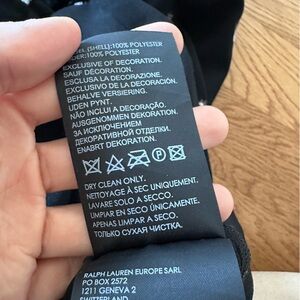 (SHELL):100% POLYESTER
100% POLYESTER
EXCLUSIVE OF DECORATION.
SAUF DÉCORATION.
ESCLUSA LA DECORAZIONE.
EXCLUSIVO DE LA DECORACIÓN.
BEHALVE VERSIERING.
UDEN PYNT.
NÃO INCLUI A DECORAÇÃO.
AUSGENOMMEN DEKORATION.
ЗА ИСКЛЮЧЕНИЕМ
ДЕКОРАТИВНОЙ ОТДЕЛКИ.
ENABRT DEKORATION.
P
DRY CLEAN ONLY.
NETTOYAGE À SEC UNIQUEMENT.
LAVARE SOLO A SECCO.
LIMPIAR EN SECO ÚNICAMENTE.
APENAS LIMPEZA A SECO.
ТОЛЬКО СУХАЯ ЧИСТКА.
RALPH LAUREN EUROPE SARL
PO BOX 2572
1211 GENEVA 2
SWITZERLAND